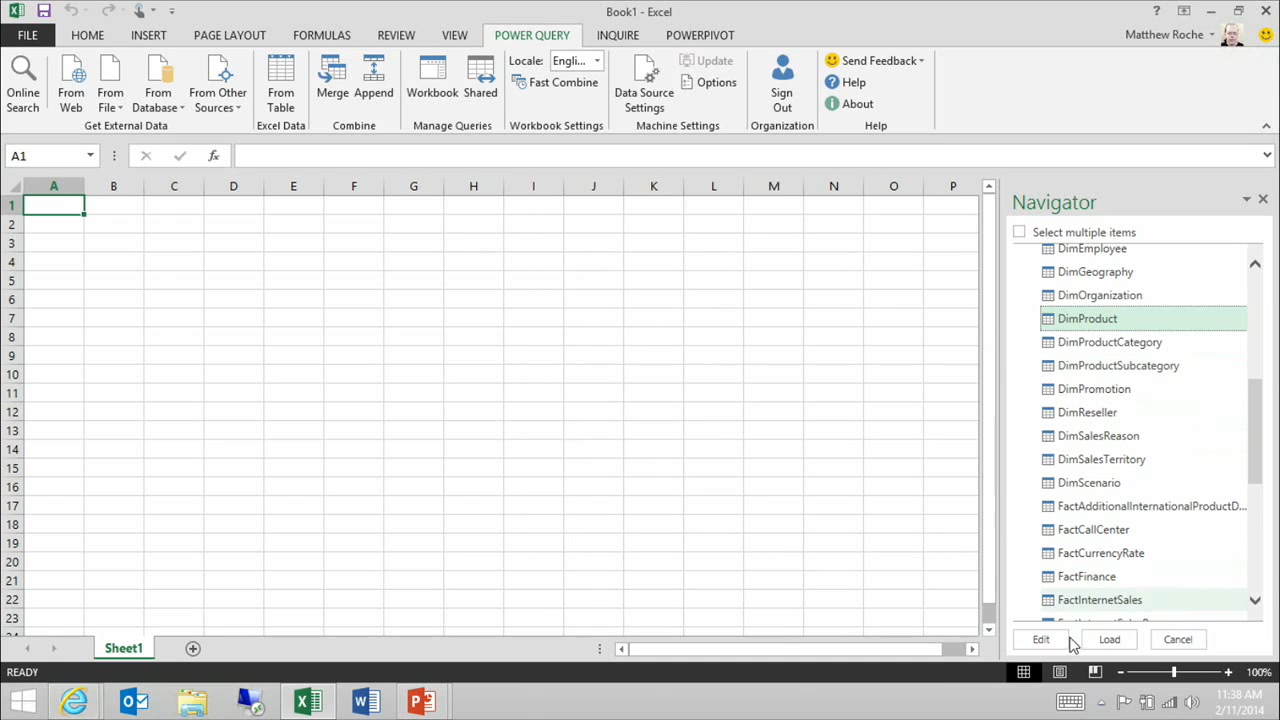 Book1 - Excel
FILE HOME INSERT PAGE LAYOUT FORMULAS REVIEW VIEW POWER QUERY INQUIRE POWERPIVOT Matthew Roche
Online Search
From Web
From File
From Database
From Other Sources
Get External Data
From Table
Excel Data
Merge
Append
Combine
Workbook
Shared
Manage Queries
Locale: Engli...
Fast Combine
Workbook Settings
Data Source Settings
Update
Options
Machine Settings
Sign Out
Organization
Send Feedback
Help
About
Help
A1
fx
A B C D E F G H I J K L M N O P
1
2
3
4
5
6
7
8
9
10
11
12
13
14
15
16
17
18
19
20
21
22
23
Navigator
Select multiple items
DimEmployee
DimGeography
DimOrganization
DimProduct
DimProductCategory
DimProductSubcategory
DimPromotion
DimReseller
DimSalesReason
DimSalesTerritory
DimScenario
FactAdditionalInternationalProductD...
FactCallCenter
FactCurrencyRate
FactFinance
FactInternetSales
Edit Load Cancel
Sheet1
READY
100%
11:38 AM
2/11/2014